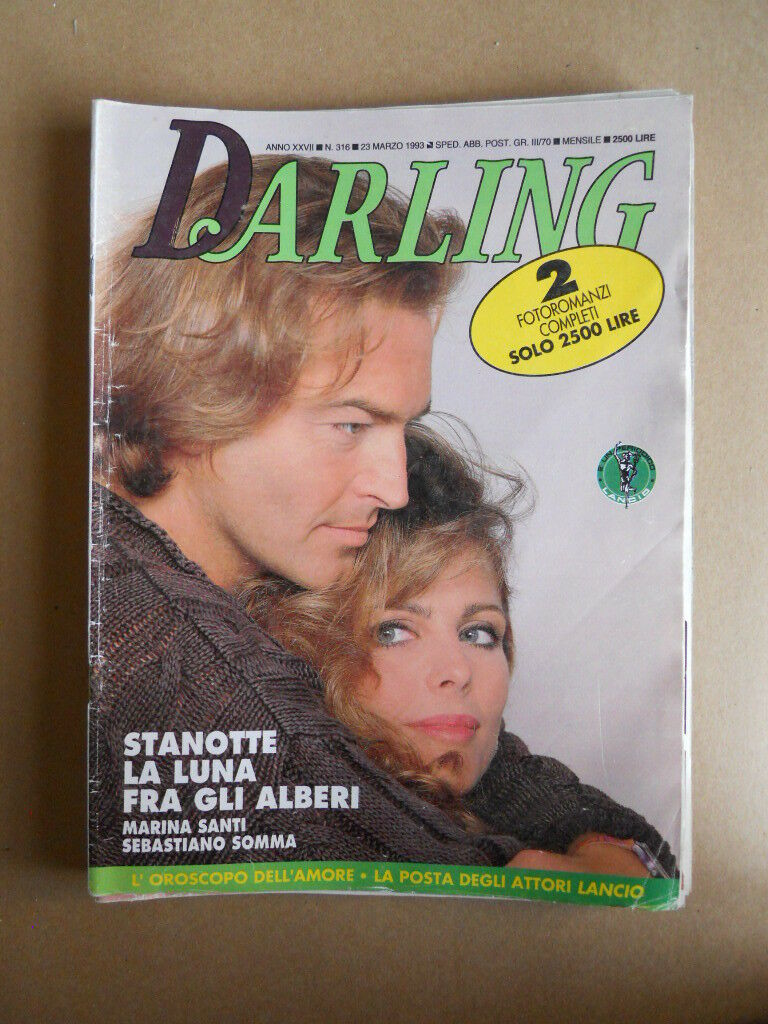 ANNO XXVII ■ N. 316 ■ 23 MARZO 1993 ■ SPED. ABB. POST. GR. III/70 ■ MENSILE ■ 2500 LIRE
DARLING
2
FOTOROMANZI
COMPLETI
SOLO 2500 LIRE
LANCIO
STANOTTE
LA LUNA
FRA GLI ALBERI
MARINA SANTI
SEBASTIANO SOMMA
L' OROSCOPO DELL'AMORE • LA POSTA DEGLI ATTORI LANCIO